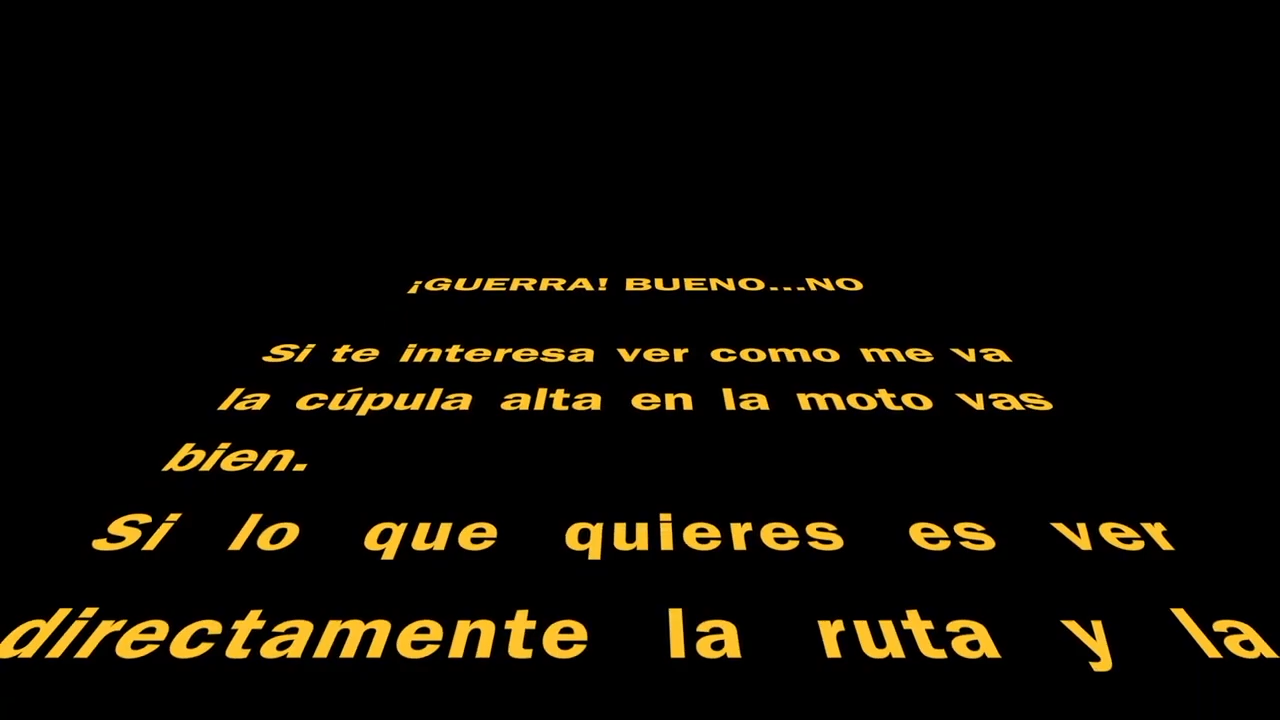 ¡GUERRA! BUENO...NO
Si te interesa ver como me va
la cúpula alta en la moto vas
bien.
Si lo que quieres es ver
directamente la ruta y la